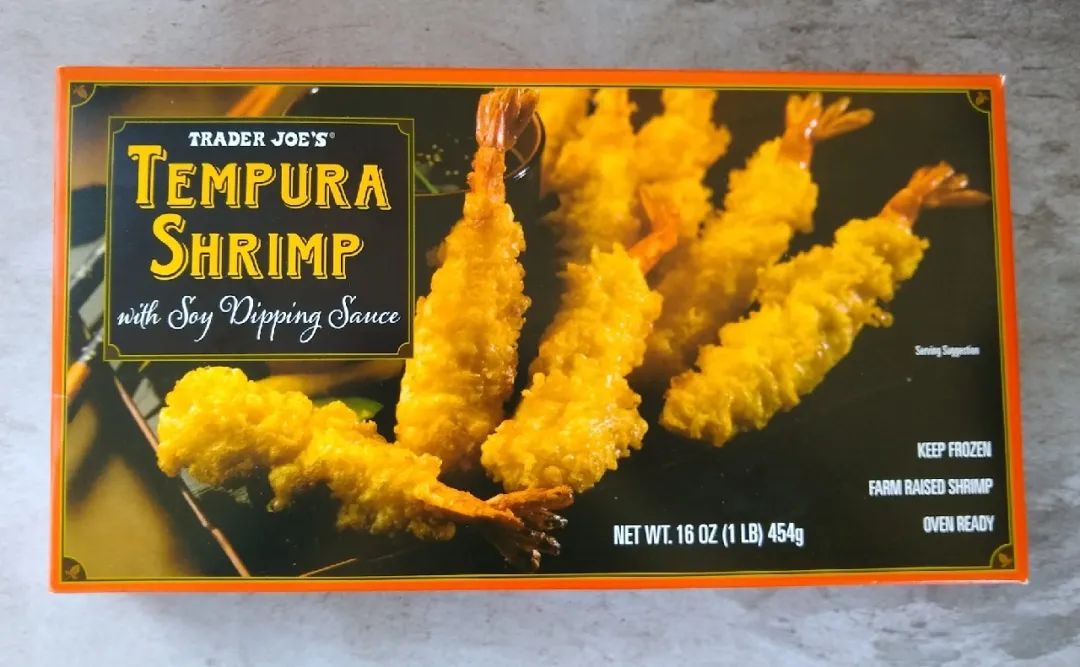 TRADER JOE'S®
TEMPURA
SHRIMP
with Soy Dipping Sauce
Serving Suggestion
KEEP FROZEN
FARM RAISED SHRIMP
OVEN READY
NET WT. 16 OZ (1 LB) 454g